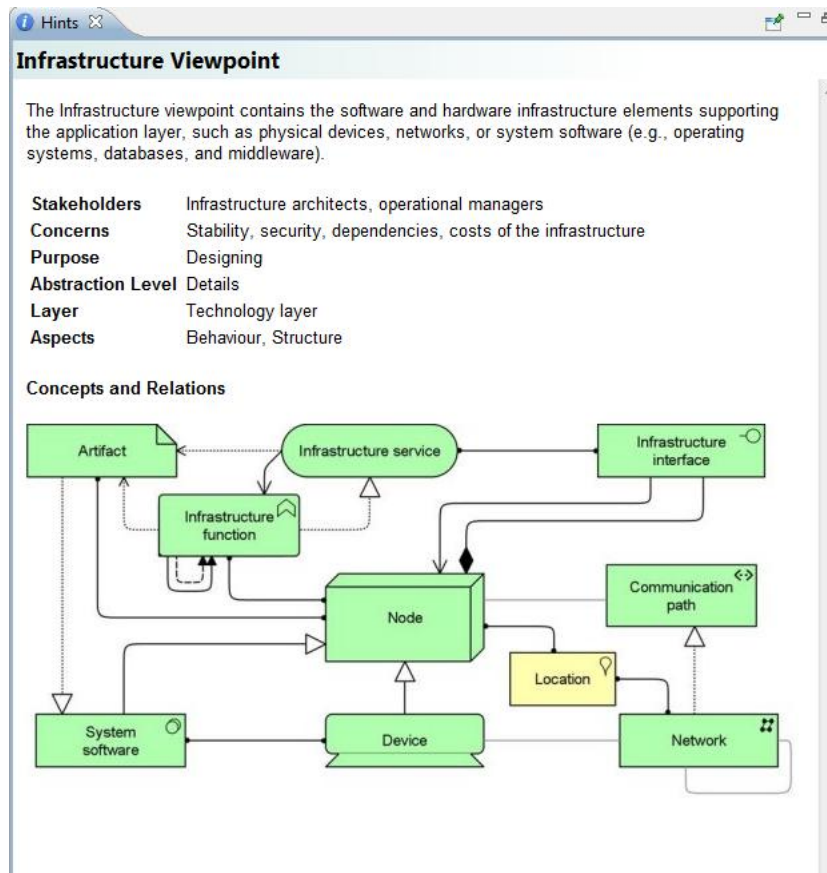 Hints
Infrastructure Viewpoint
The Infrastructure viewpoint contains the software and hardware infrastructure elements supporting
the application layer, such as physical devices, networks, or system software (e.g., operating
systems, databases, and middleware).
Stakeholders Infrastructure architects, operational managers
Concerns Stability, security, dependencies, costs of the infrastructure
Purpose Designing
Abstraction Level Details
Layer Technology layer
Aspects Behaviour, Structure
Concepts and Relations
Artifact
Infrastructure service
Infrastructure
interface
Infrastructure
function
Node
Communication
path
Location
System
software
Device
Network